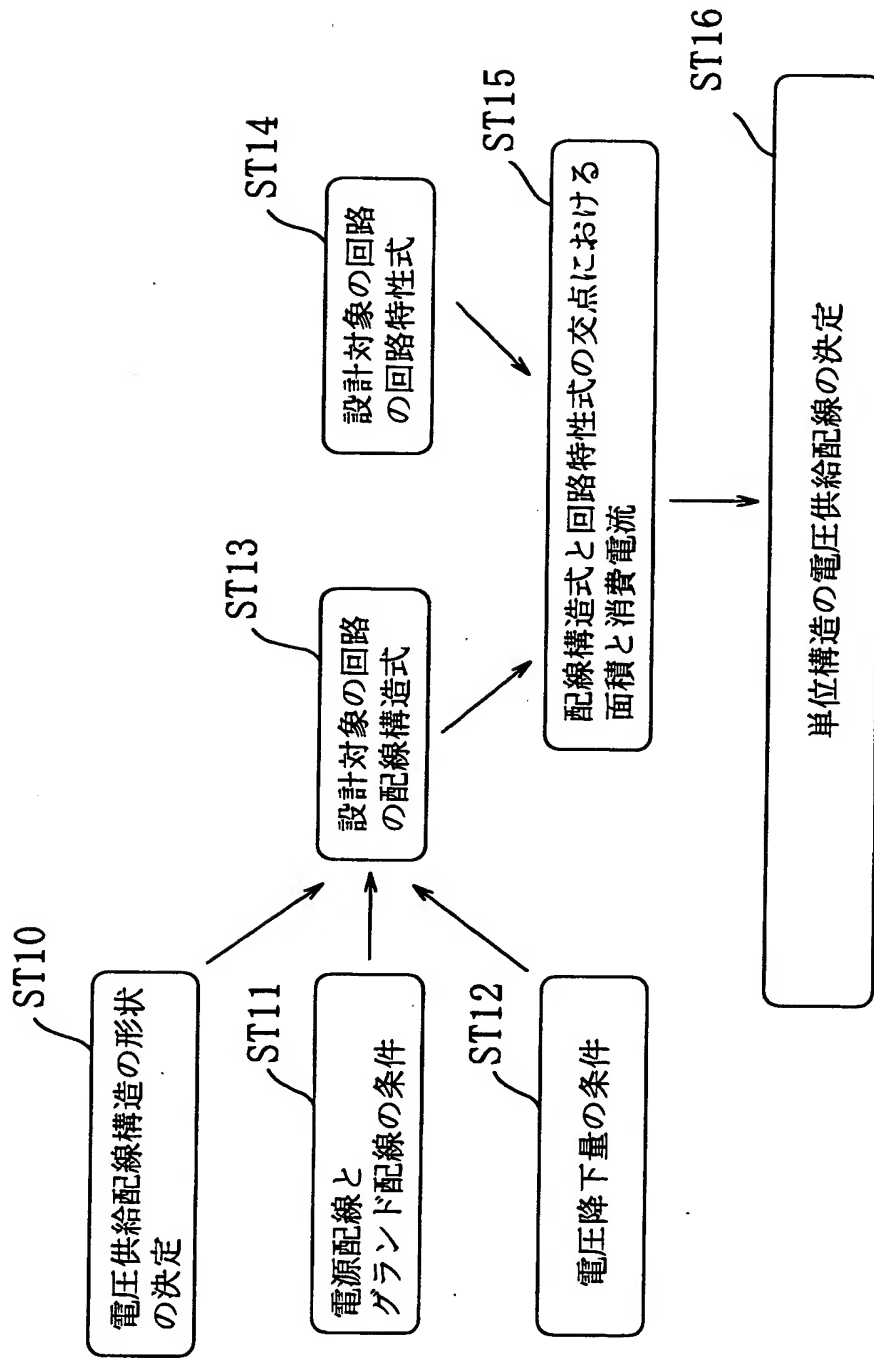 ST10
電圧供給配線構造の形状
の決定
ST11
電源配線と
グランド配線の条件
ST12
電圧降下量の条件
ST13
設計対象の回路
の配線構造式
ST14
設計対象の回路
の回路特性式
ST15
配線構造式と回路特性式の交点における
面積と消費電流
ST16
単位構造の電圧供給配線の決定